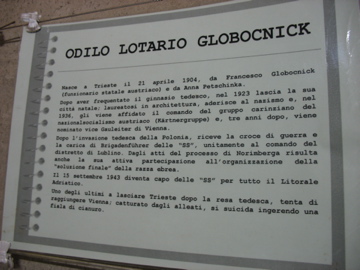 ODILO LOTARIO GLOBOCNICK
Nasce a Trieste il 21 aprile 1904, da Francesco Globocnick
(funzionario statale austriaco) e da Anna Petschinka.
Dopo aver frequentato il ginnasio tedesco, nel 1923 lascia la sua
città natale: laureatosi in architettura, aderisce al nazismo e, nel
1936, gli viene affidato il comando del gruppo carinziano del
nazionalsocialismo austriaco (Kärtnergruppe) e, tre anni dopo, viene
nominato vice Gauleiter di Vienna.
Dopo l'invasione tedesca della Polonia, riceve la croce di guerra e
la carica di Brigadenführer delle "SS", unitamente al comando del
distretto di Lublino. Dagli atti del processo di Norimberga risulta
anche la sua attiva partecipazione all'organizzazione della
"soluzione finale" della razza ebrea.
Il 15 settembre 1943 diventa capo delle "SS" per tutto il Litorale
Adriatico.
Uno degli ultimi a lasciare Trieste dopo la resa tedesca, tenta di
raggiungere Vienna; catturato dagli alleati, si suicida ingerendo una
fiala di cianuro.